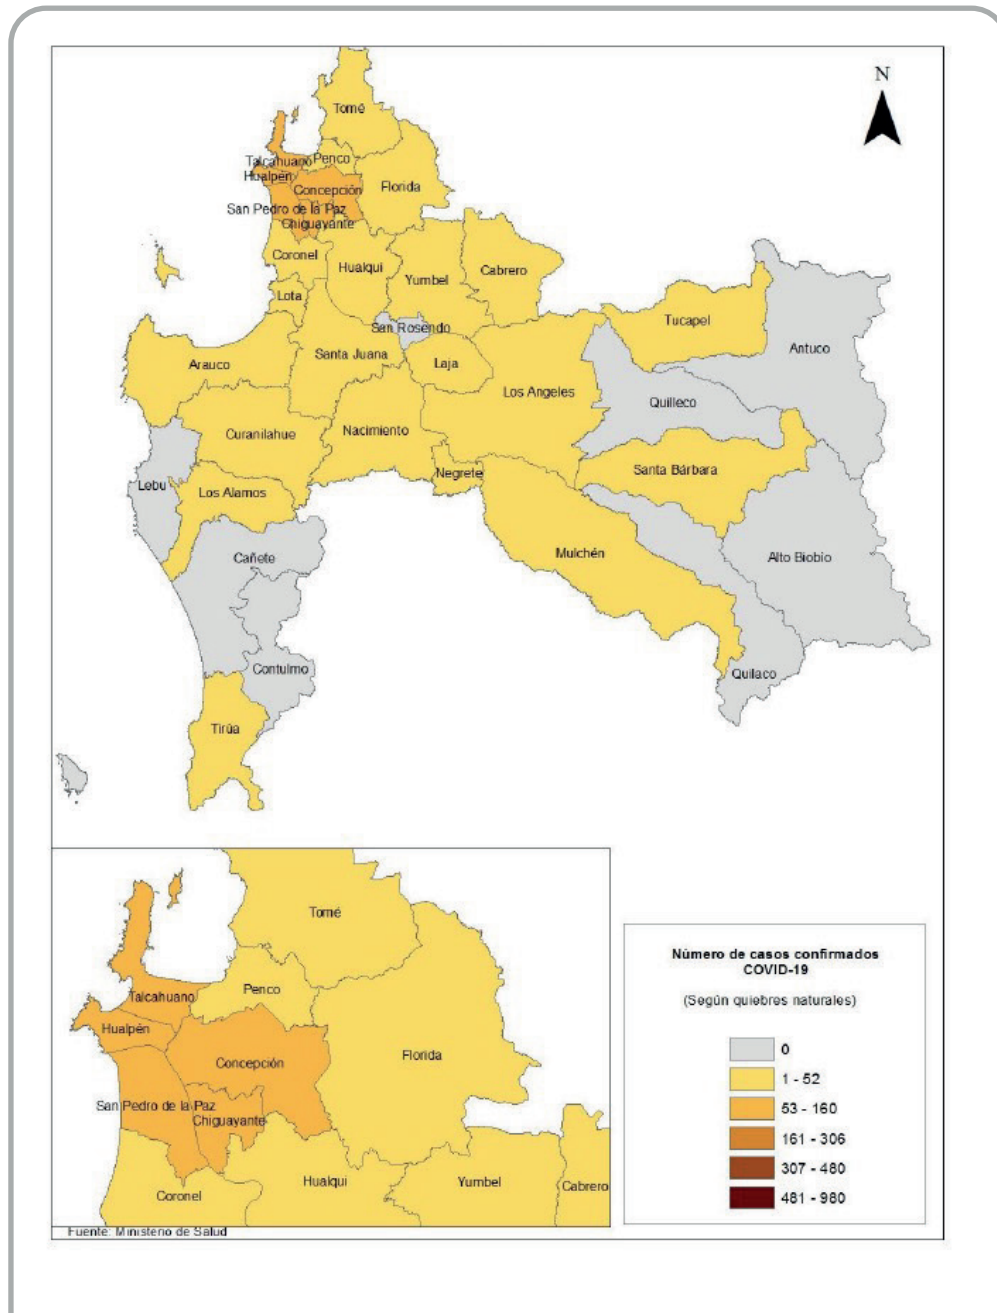 N
Tomé
Talcahuano
Penco
Hualpén
Concepción
Florida
San Pedro de la Paz
Chiguayante
Coronel
Hualqui
Yumbel
Cabrero
Lota
San Rosendo
Tucapel
Antuco
Arauco
Santa Juana
Laja
Los Angeles
Quilleco
Curanilahue
Nacimiento
Negrete
Santa Bárbara
Lebu
Los Alamos
Cañete
Mulchén
Alto Biobio
Contulmo
Quilaco
Tirúa
Tomé
Penco
Talcahuano
Hualpén
Concepción
Florida
San Pedro de la Paz
Chiguayante
Coronel
Hualqui
Yumbel
Cabrero
Fuente: Ministerio de Salud
Número de casos confirmados
COVID-19
(Según quiebres naturales)
0
1 - 52
53 - 160
161 - 306
307 - 480
481 - 980